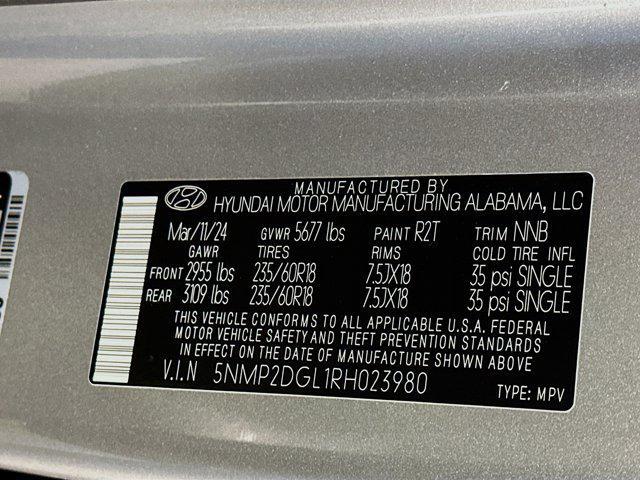 MANUFACTURED BY
HYUNDAI MOTOR MANUFACTURING ALABAMA, LLC
Mar/11/24 GVWR 5677 lbs PAINT R2T TRIM NNB
GAWR TIRES RIMS COLD TIRE INFL
FRONT 2955 lbs 235/60R18 7.5JX18 35 psi SINGLE
REAR 3109 lbs 235/60R18 7.5JX18 35 psi SINGLE
THIS VEHICLE CONFORMS TO ALL APPLICABLE U.S.A. FEDERAL
MOTOR VEHICLE SAFETY AND THEFT PREVENTION STANDARDS
IN EFFECT ON THE DATE OF MANUFACTURE SHOWN ABOVE.
V.I.N 5NMP2DGL1RH023980 TYPE: MPV